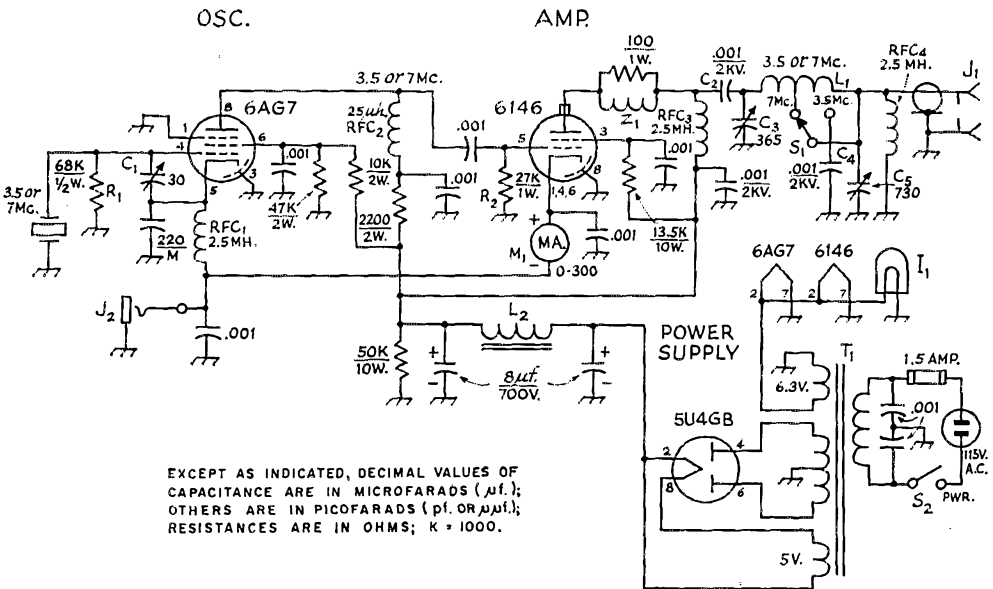 OSC.
AMP.
6AG7
8
1
4
6
5
3
3.5 or 7Mc.
68K
1/2W.
R1
C1
30
220
M
RFC1
2.5MH.
.001
47K
2W.
3.5 or 7Mc.
25µh.
RFC2
10K
2W.
2200
2W.
.001
.001
R2
27K
1W.
6146
5
3
8
1,4,6
+
MA.
M1
-
0-300
.001
100
1W.
Z1
.001
13.5K
10W.
RFC3
2.5MH.
.001
2KV.
C2
.001
2KV.
C3
365
3.5 or 7Mc.
L1
7Mc.
3.5Mc.
S1
C4
.001
2KV.
C5
730
RFC4
2.5 MH.
J1
J2
.001
50K
10W.
L2
+
-
8µf.
700V.
+
-
POWER
SUPPLY
6AG7
6146
I1
2
7
2
7
5U4GB
2
8
4
6
6.3V.
5V.
T1
1.5 AMP.
.001
115V.
A.C.
S2
PWR.
EXCEPT AS INDICATED, DECIMAL VALUES OF
CAPACITANCE ARE IN MICROFARADS (µf.);
OTHERS ARE IN PICOFARADS (pf. OR µµf.);
RESISTANCES ARE IN OHMS; K = 1000.